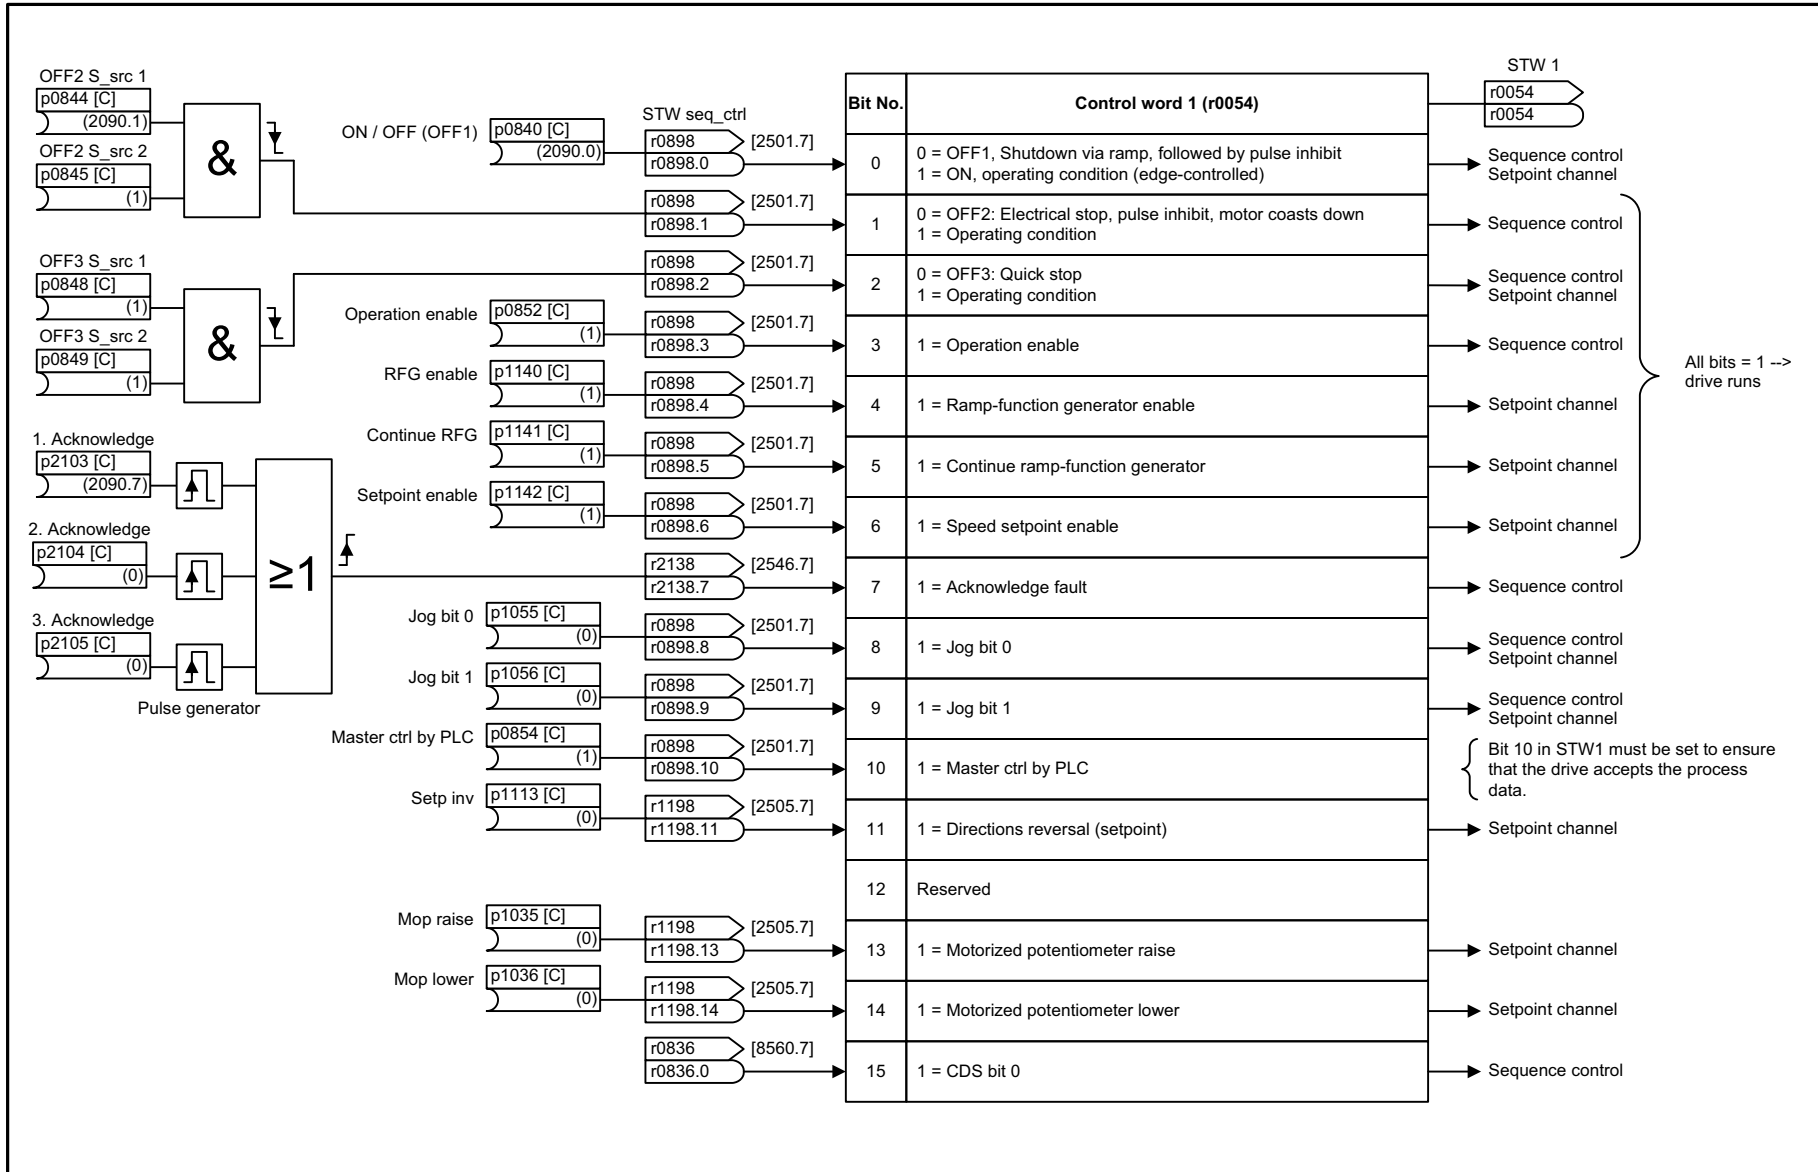 OFF2 S_src 1
p0844 [C]
(2090.1)
OFF2 S_src 2
p0845 [C]
(1)
&
OFF3 S_src 1
p0848 [C]
(1)
OFF3 S_src 2
p0849 [C]
(1)
&
1. Acknowledge
p2103 [C]
(2090.7)
2. Acknowledge
p2104 [C]
(0)
3. Acknowledge
p2105 [C]
(0)
Pulse generator
≥1
ON / OFF (OFF1)
p0840 [C]
(2090.0)
Operation enable
p0852 [C]
(1)
RFG enable
p1140 [C]
(1)
Continue RFG
p1141 [C]
(1)
Setpoint enable
p1142 [C]
(1)
Jog bit 0
p1055 [C]
(0)
Jog bit 1
p1056 [C]
(0)
Master ctrl by PLC
p0854 [C]
(1)
Setp inv
p1113 [C]
(0)
Mop raise
p1035 [C]
(0)
Mop lower
p1036 [C]
(0)
STW seq_ctrl
r0898 [2501.7]
r0898.0
r0898 [2501.7]
r0898.1
r0898 [2501.7]
r0898.2
r0898 [2501.7]
r0898.3
r0898 [2501.7]
r0898.4
r0898 [2501.7]
r0898.5
r0898 [2501.7]
r0898.6
r2138 [2546.7]
r2138.7
r0898 [2501.7]
r0898.8
r0898 [2501.7]
r0898.9
r0898 [2501.7]
r0898.10
r1198 [2505.7]
r1198.11
r1198 [2505.7]
r1198.13
r1198 [2505.7]
r1198.14
r0836 [8560.7]
r0836.0
Bit No. Control word 1 (r0054)
0 0 = OFF1, Shutdown via ramp, followed by pulse inhibit
1 = ON, operating condition (edge-controlled)
1 0 = OFF2: Electrical stop, pulse inhibit, motor coasts down
1 = Operating condition
2 0 = OFF3: Quick stop
1 = Operating condition
3 1 = Operation enable
4 1 = Ramp-function generator enable
5 1 = Continue ramp-function generator
6 1 = Speed setpoint enable
7 1 = Acknowledge fault
8 1 = Jog bit 0
9 1 = Jog bit 1
10 1 = Master ctrl by PLC
11 1 = Directions reversal (setpoint)
12 Reserved
13 1 = Motorized potentiometer raise
14 1 = Motorized potentiometer lower
15 1 = CDS bit 0
STW 1
r0054
r0054
Sequence control
Setpoint channel
Sequence control
Sequence control
Setpoint channel
Sequence control
Setpoint channel
Setpoint channel
Setpoint channel
Sequence control
Sequence control
Setpoint channel
Sequence control
Setpoint channel
Bit 10 in STW1 must be set to ensure
that the drive accepts the process
data.
Setpoint channel
Setpoint channel
Setpoint channel
Sequence control
All bits = 1 -->
drive runs